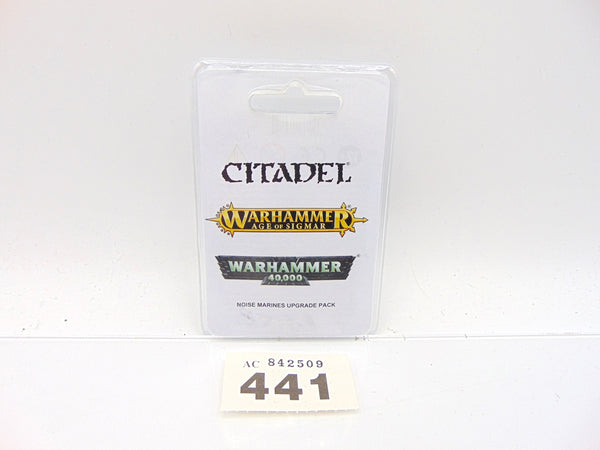 CITADEL®
WARHAMMER
AGE OF SIGMAR
WARHAMMER®
40,000
NOISE MARINES UPGRADE PACK
AC 842509
441